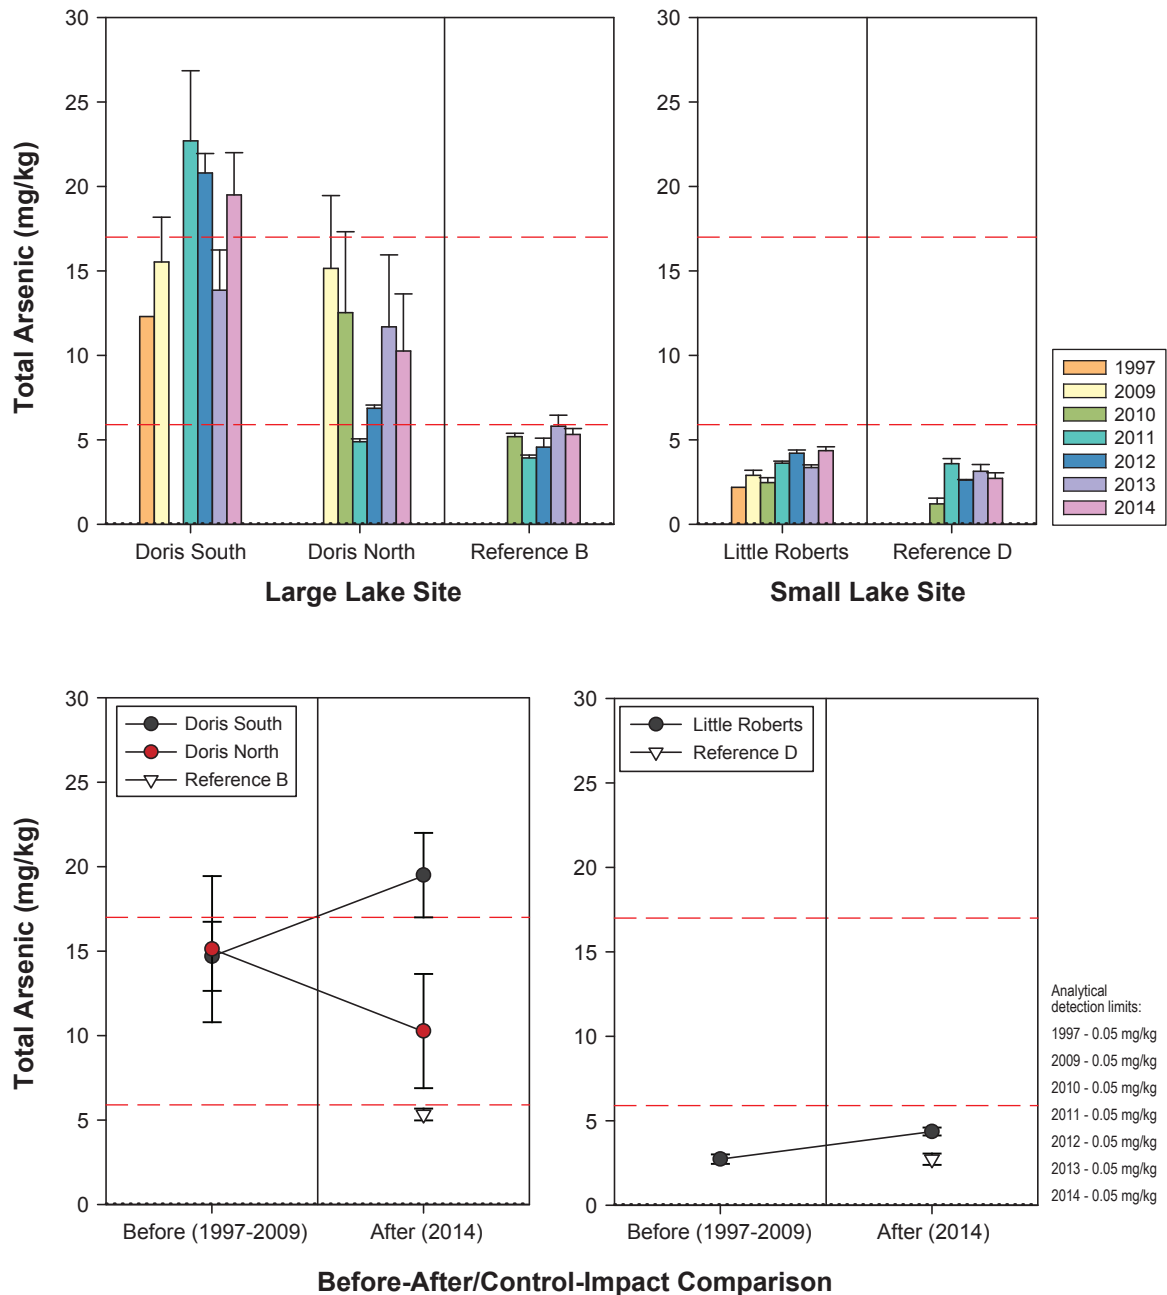 30
25
20
15
10
5
0
Total Arsenic (mg/kg)
Doris South
Doris North
Reference B
Large Lake Site
30
25
20
15
10
5
0
Little Roberts
Reference D
Small Lake Site
1997
2009
2010
2011
2012
2013
2014
30
25
20
15
10
5
0
Total Arsenic (mg/kg)
Doris South
Doris North
Reference B
Before (1997-2009)
After (2014)
30
25
20
15
10
5
0
Little Roberts
Reference D
Before (1997-2009)
After (2014)
Analytical
detection limits:
1997 - 0.05 mg/kg
2009 - 0.05 mg/kg
2010 - 0.05 mg/kg
2011 - 0.05 mg/kg
2012 - 0.05 mg/kg
2013 - 0.05 mg/kg
2014 - 0.05 mg/kg
Before-After/Control-Impact Comparison